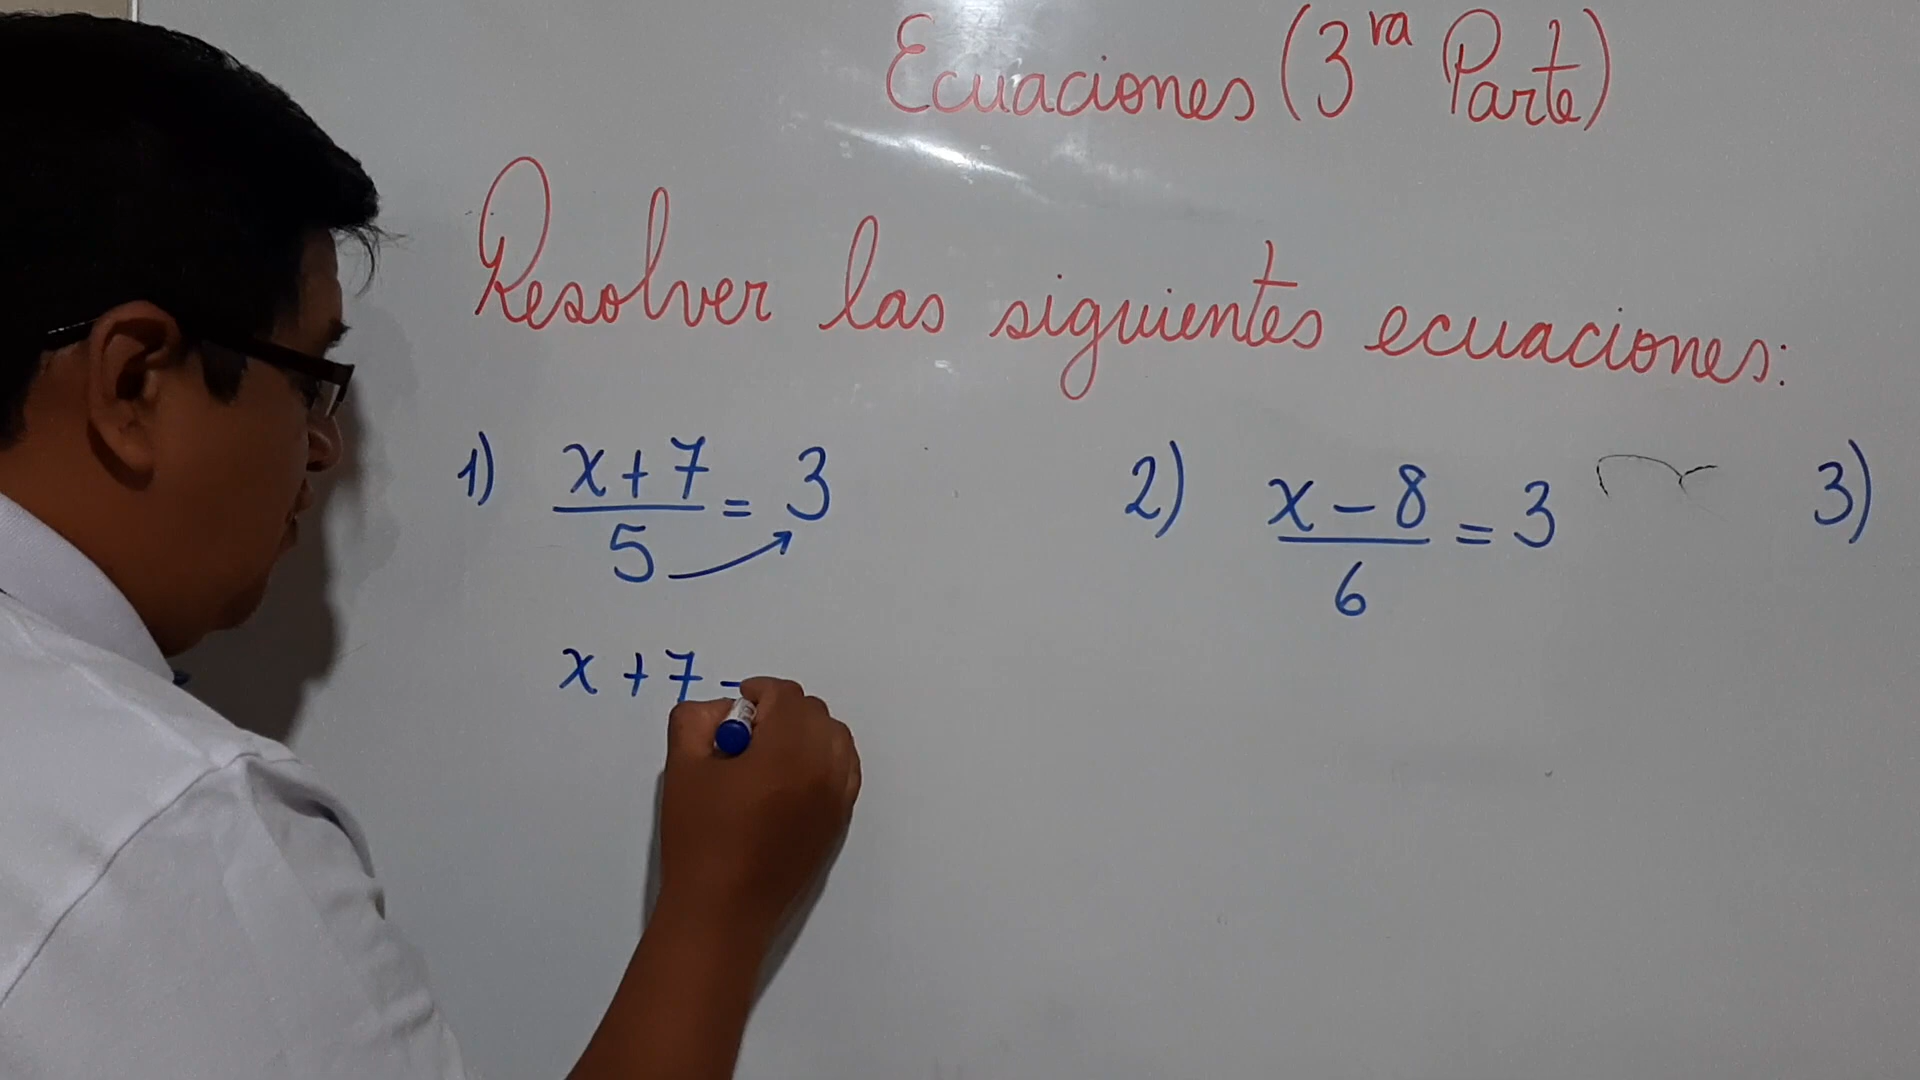 Ecuaciones (3ra Parte)
Resolver las siguientes ecuaciones:
1) x+7/5 = 3
2) x-8/6 = 3
3)
x + 7 =